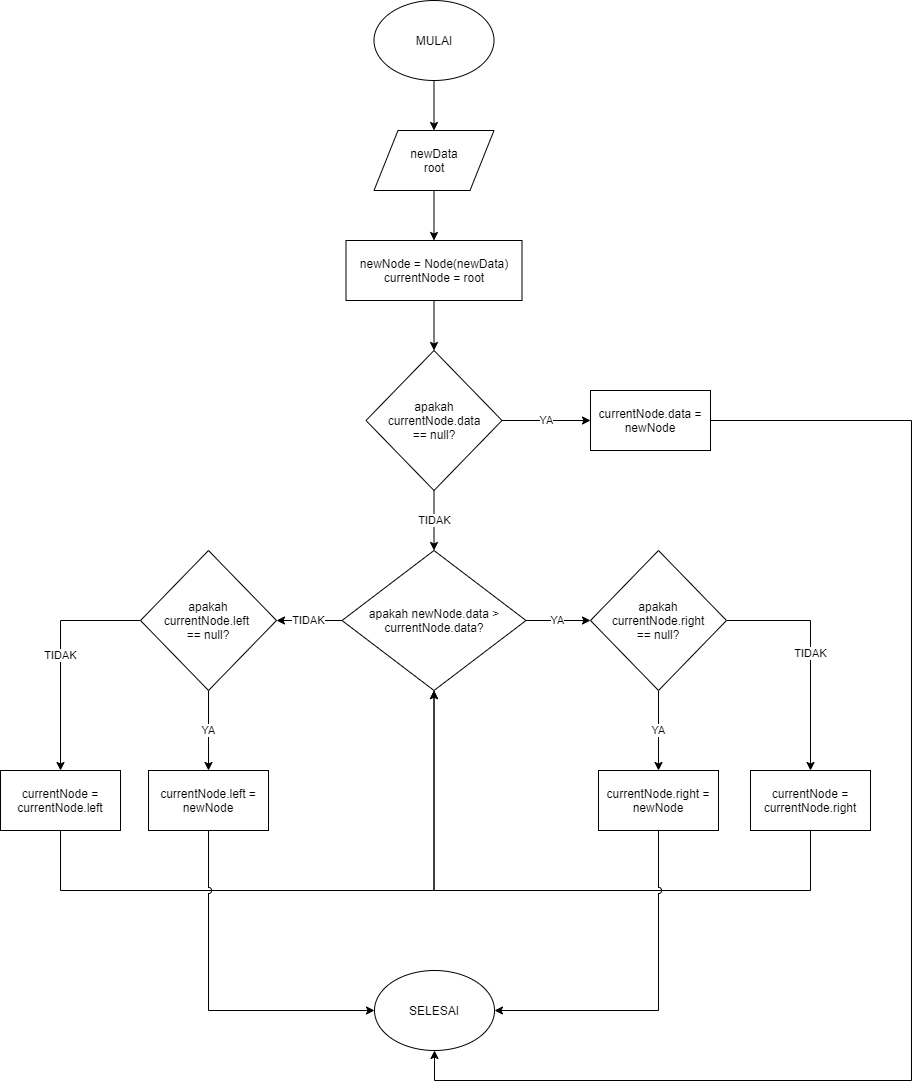 MULAI
newData
root
newNode = Node(newData)
currentNode = root
apakah
currentNode.data
== null?
YA
currentNode.data =
newNode
TIDAK
apakah
currentNode.left
== null?
TIDAK
apakah newNode.data >
currentNode.data?
YA
apakah
currentNode.right
== null?
TIDAK
TIDAK
YA
YA
currentNode =
currentNode.left
currentNode.left =
newNode
currentNode.right =
newNode
currentNode =
currentNode.right
SELESAI